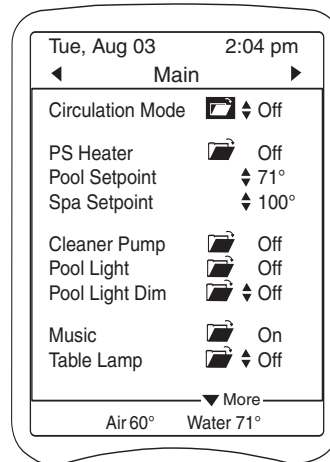 Tue, Aug 03 2:04 pm
Main
Circulation Mode Off
PS Heater Off
Pool Setpoint 71°
Spa Setpoint 100°
Cleaner Pump Off
Pool Light Off
Pool Light Dim Off
Music On
Table Lamp Off
More
Air 60° Water 71°